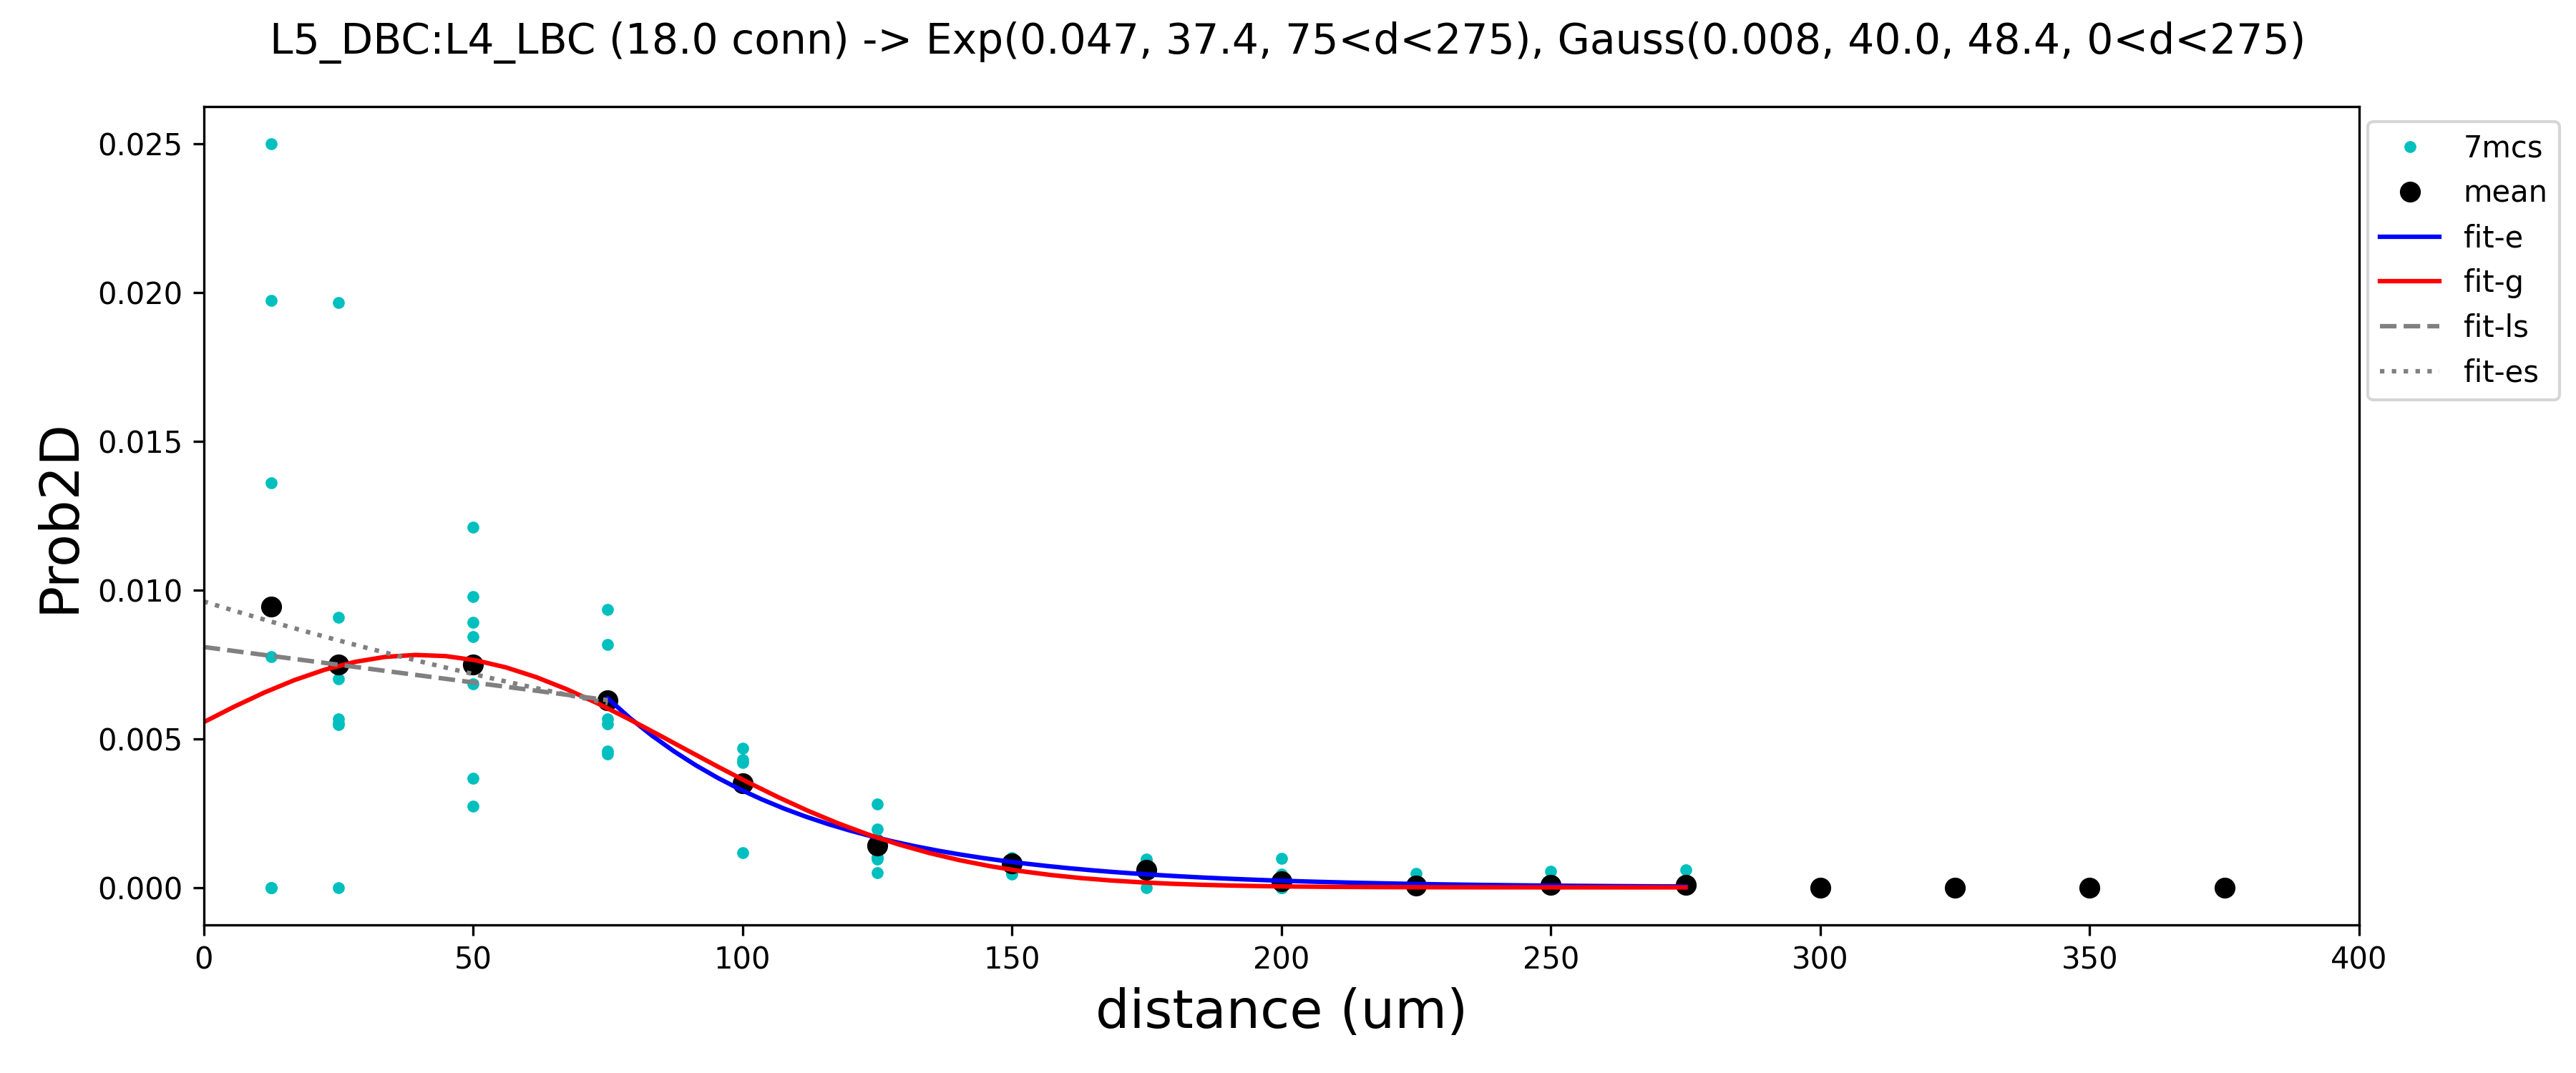 L5_DBC:L4_LBC (18.0 conn) -> Exp(0.047, 37.4, 75<d<275), Gauss(0.008, 40.0, 48.4, 0<d<275)
0.025
0.020
0.015
0.010
0.005
0.000
Prob2D
0 50 100 150 200 250 300 350 400
distance (um)
7mcs
mean
fit-e
fit-g
fit-ls
fit-es